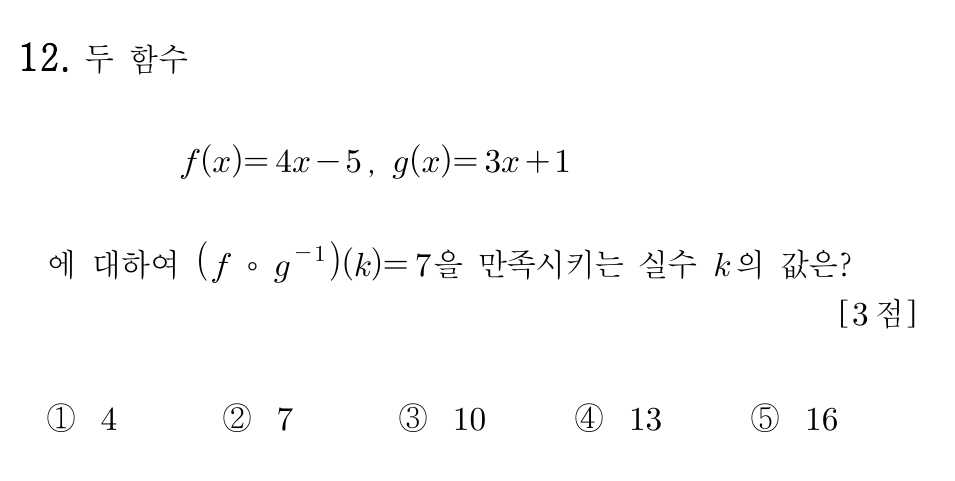 12. 두 함수
f(x)=4x−5, g(x)=3x+1
에 대하여 (f∘g⁻¹)(k)=7을 만족시키는 실수 k의 값은?
[3점]
① 4 ② 7 ③ 10 ④ 13 ⑤ 16